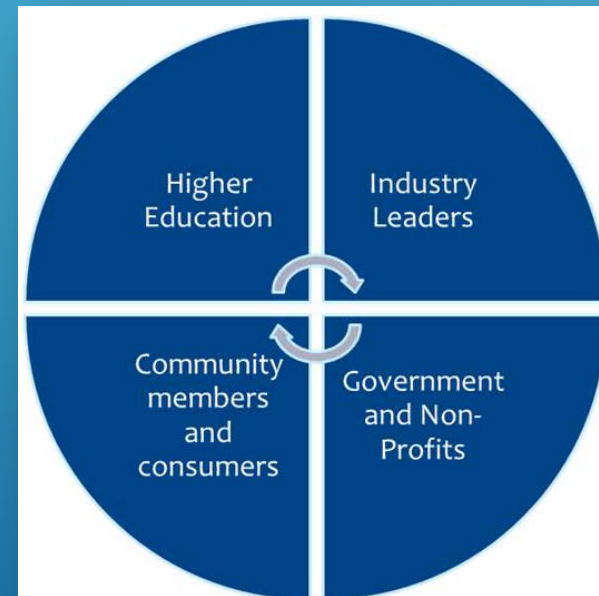 Higher
Education
Industry
Leaders
Community
members
and
consumers
Government
and Non-
Profits